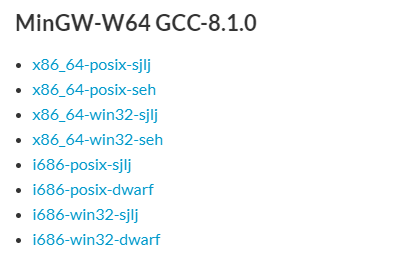 MinGW-W64 GCC-8.1.0
x86_64-posix-sjlj
x86_64-posix-seh
x86_64-win32-sjlj
x86_64-win32-seh
i686-posix-sjlj
i686-posix-dwarf
i686-win32-sjlj
i686-win32-dwarf